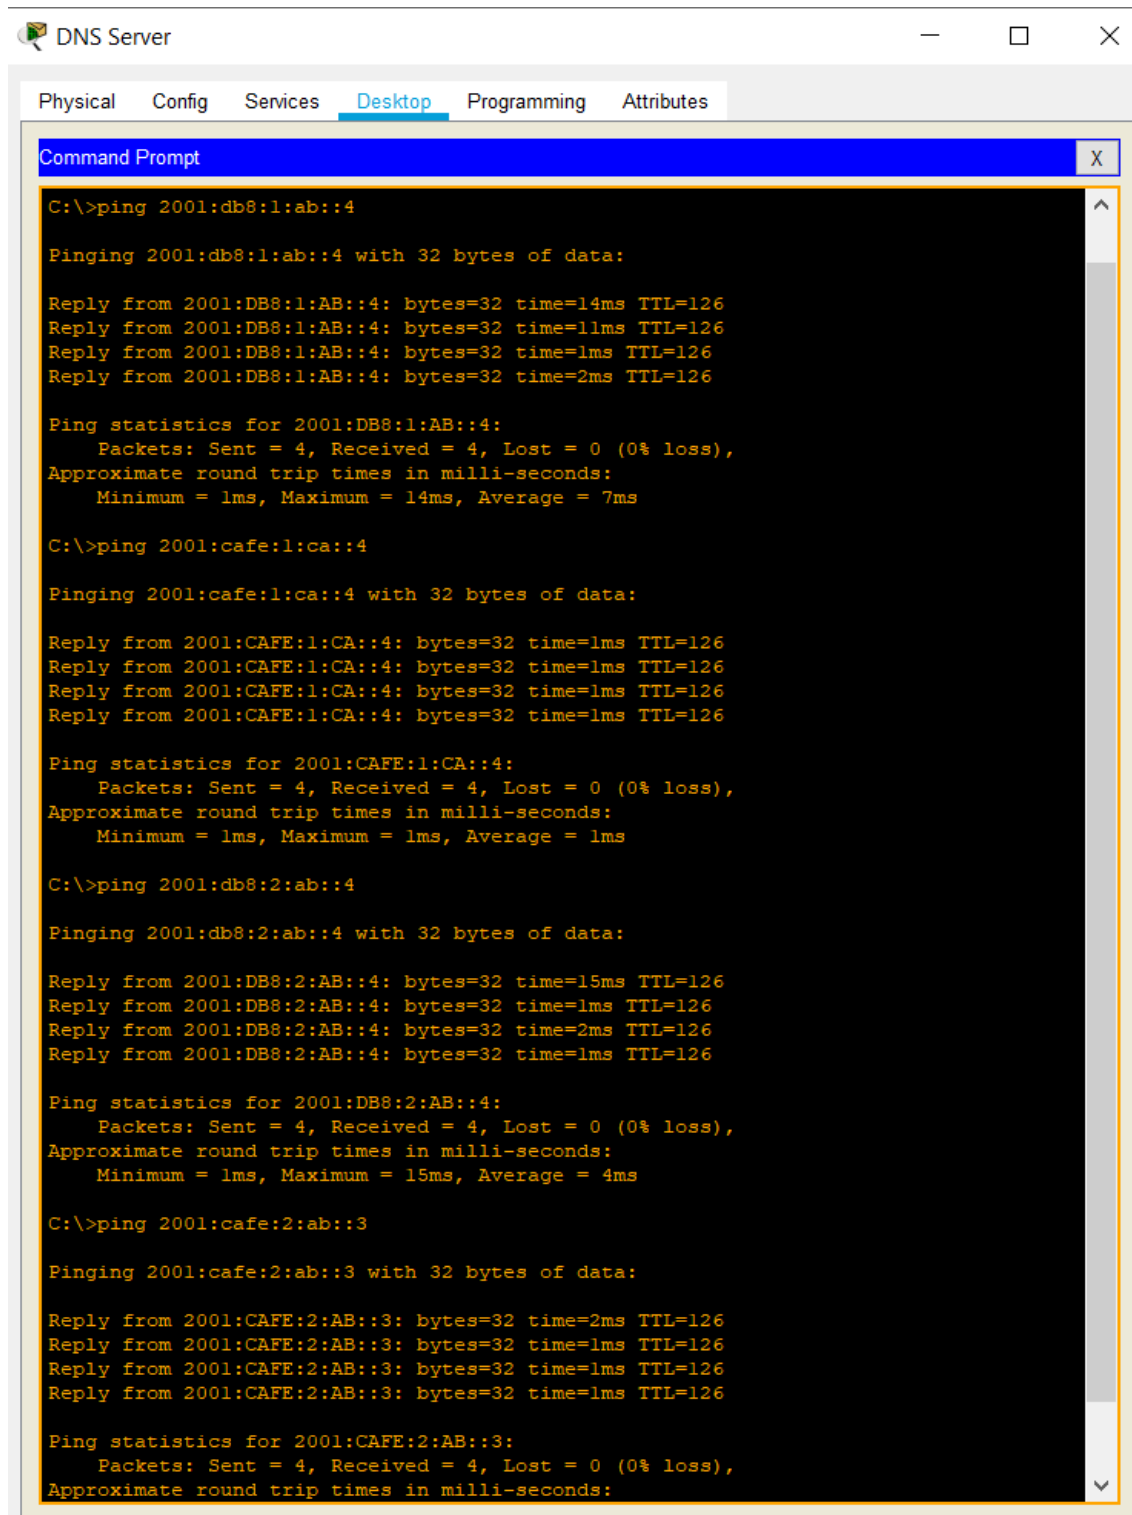 DNS Server
Physical Config Services Desktop Programming Attributes
Command Prompt
X
C:\>ping 2001:db8:1:ab::4
Pinging 2001:db8:1:ab::4 with 32 bytes of data:
Reply from 2001:DB8:1:AB::4: bytes=32 time=14ms TTL=126
Reply from 2001:DB8:1:AB::4: bytes=32 time=11ms TTL=126
Reply from 2001:DB8:1:AB::4: bytes=32 time=1ms TTL=126
Reply from 2001:DB8:1:AB::4: bytes=32 time=2ms TTL=126
Ping statistics for 2001:DB8:1:AB::4:
Packets: Sent = 4, Received = 4, Lost = 0 (0% loss),
Approximate round trip times in milli-seconds:
Minimum = 1ms, Maximum = 14ms, Average = 7ms
C:\>ping 2001:cafe:1:ca::4
Pinging 2001:cafe:1:ca::4 with 32 bytes of data:
Reply from 2001:CAFE:1:CA::4: bytes=32 time=1ms TTL=126
Reply from 2001:CAFE:1:CA::4: bytes=32 time=1ms TTL=126
Reply from 2001:CAFE:1:CA::4: bytes=32 time=1ms TTL=126
Reply from 2001:CAFE:1:CA::4: bytes=32 time=1ms TTL=126
Ping statistics for 2001:CAFE:1:CA::4:
Packets: Sent = 4, Received = 4, Lost = 0 (0% loss),
Approximate round trip times in milli-seconds:
Minimum = 1ms, Maximum = 1ms, Average = 1ms
C:\>ping 2001:db8:2:ab::4
Pinging 2001:db8:2:ab::4 with 32 bytes of data:
Reply from 2001:DB8:2:AB::4: bytes=32 time=15ms TTL=126
Reply from 2001:DB8:2:AB::4: bytes=32 time=1ms TTL=126
Reply from 2001:DB8:2:AB::4: bytes=32 time=2ms TTL=126
Reply from 2001:DB8:2:AB::4: bytes=32 time=1ms TTL=126
Ping statistics for 2001:DB8:2:AB::4:
Packets: Sent = 4, Received = 4, Lost = 0 (0% loss),
Approximate round trip times in milli-seconds:
Minimum = 1ms, Maximum = 15ms, Average = 4ms
C:\>ping 2001:cafe:2:ab::3
Pinging 2001:cafe:2:ab::3 with 32 bytes of data:
Reply from 2001:CAFE:2:AB::3: bytes=32 time=2ms TTL=126
Reply from 2001:CAFE:2:AB::3: bytes=32 time=1ms TTL=126
Reply from 2001:CAFE:2:AB::3: bytes=32 time=1ms TTL=126
Reply from 2001:CAFE:2:AB::3: bytes=32 time=1ms TTL=126
Ping statistics for 2001:CAFE:2:AB::3:
Packets: Sent = 4, Received = 4, Lost = 0 (0% loss),
Approximate round trip times in milli-seconds: